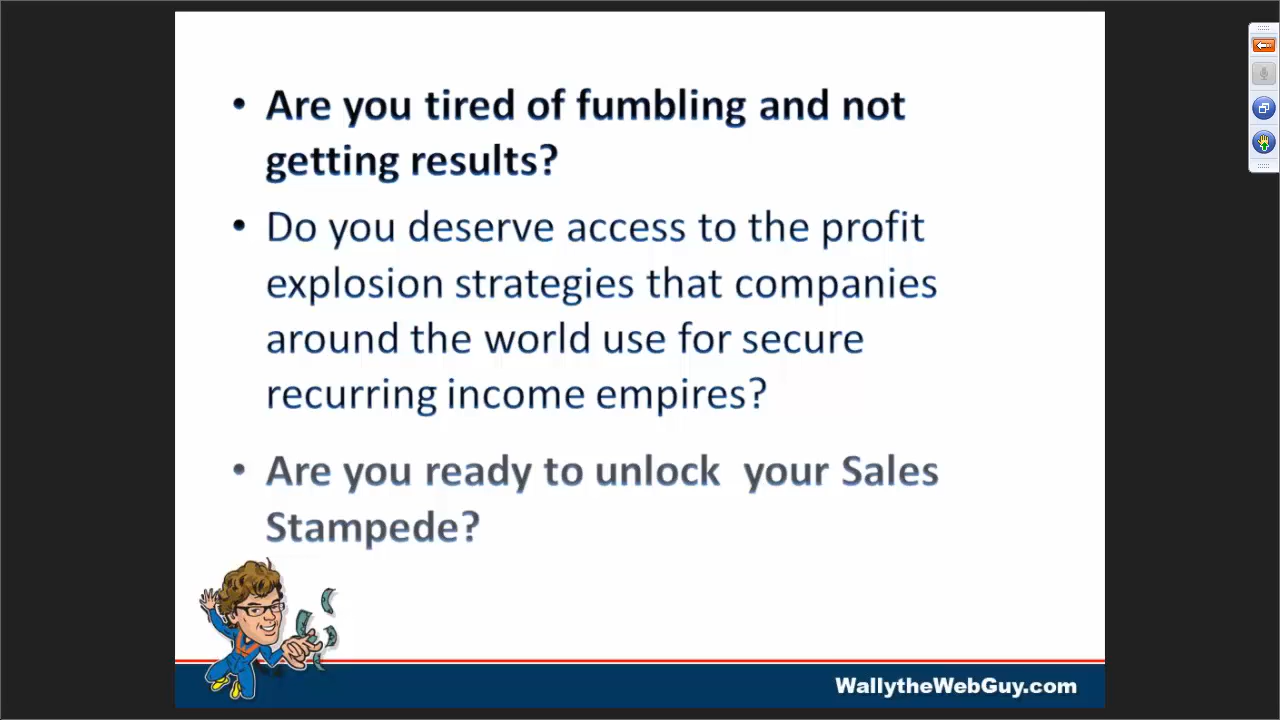 • Are you tired of fumbling and not
getting results?
• Do you deserve access to the profit
explosion strategies that companies
around the world use for secure
recurring income empires?
• Are you ready to unlock  your Sales
Stampede?
WallytheWebGuy.com